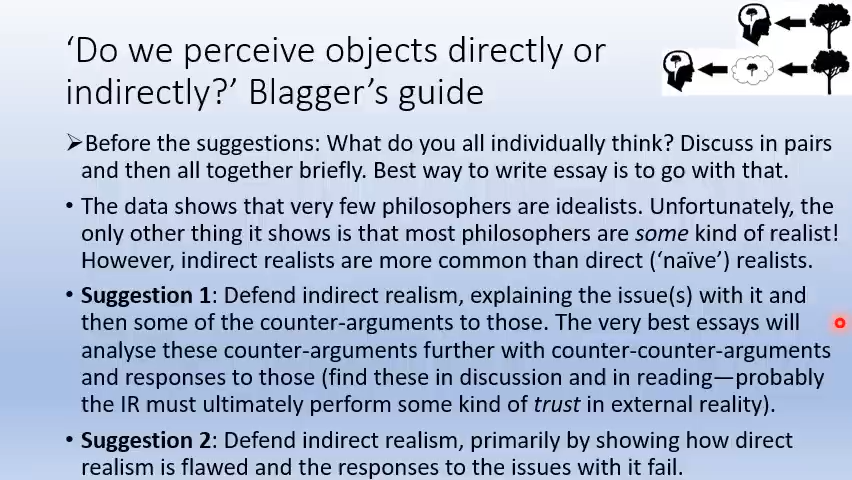 ‘Do we perceive objects directly or
indirectly?’ Blagger’s guide
➢Before the suggestions: What do you all individually think? Discuss in pairs
and then all together briefly. Best way to write essay is to go with that.
• The data shows that very few philosophers are idealists. Unfortunately, the
only other thing it shows is that most philosophers are some kind of realist!
However, indirect realists are more common than direct (‘naïve’) realists.
• Suggestion 1: Defend indirect realism, explaining the issue(s) with it and
then some of the counter-arguments to those. The very best essays will
analyse these counter-arguments further with counter-counter-arguments
and responses to those (find these in discussion and in reading—probably
the IR must ultimately perform some kind of trust in external reality).
• Suggestion 2: Defend indirect realism, primarily by showing how direct
realism is flawed and the responses to the issues with it fail.